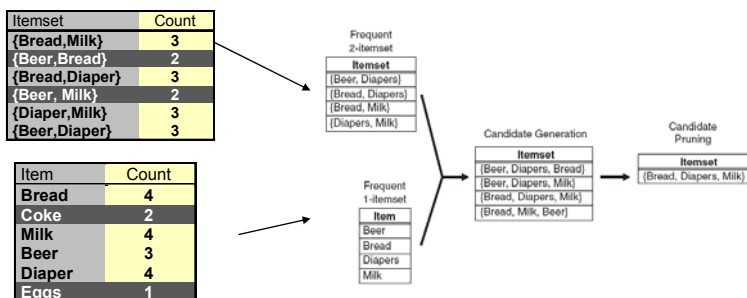 Itemset Count
{Bread,Milk} 3
{Beer,Bread} 2
{Bread,Diaper} 3
{Beer, Milk} 2
{Diaper,Milk} 3
{Beer,Diaper} 3
Item Count
Bread 4
Coke 2
Milk 4
Beer 3
Diaper 4
Eggs 1
Frequent
2-itemset
Itemset
{Beer, Diapers}
{Bread, Diapers}
{Bread, Milk}
{Diapers, Milk}
Frequent
1-itemset
Item
Beer
Bread
Diapers
Milk
Candidate Generation
Itemset
{Beer, Diapers, Bread}
{Beer, Diapers, Milk}
{Bread, Diapers, Milk}
{Bread, Milk, Beer}
Candidate
Pruning
Itemset
{Bread, Diapers, Milk}